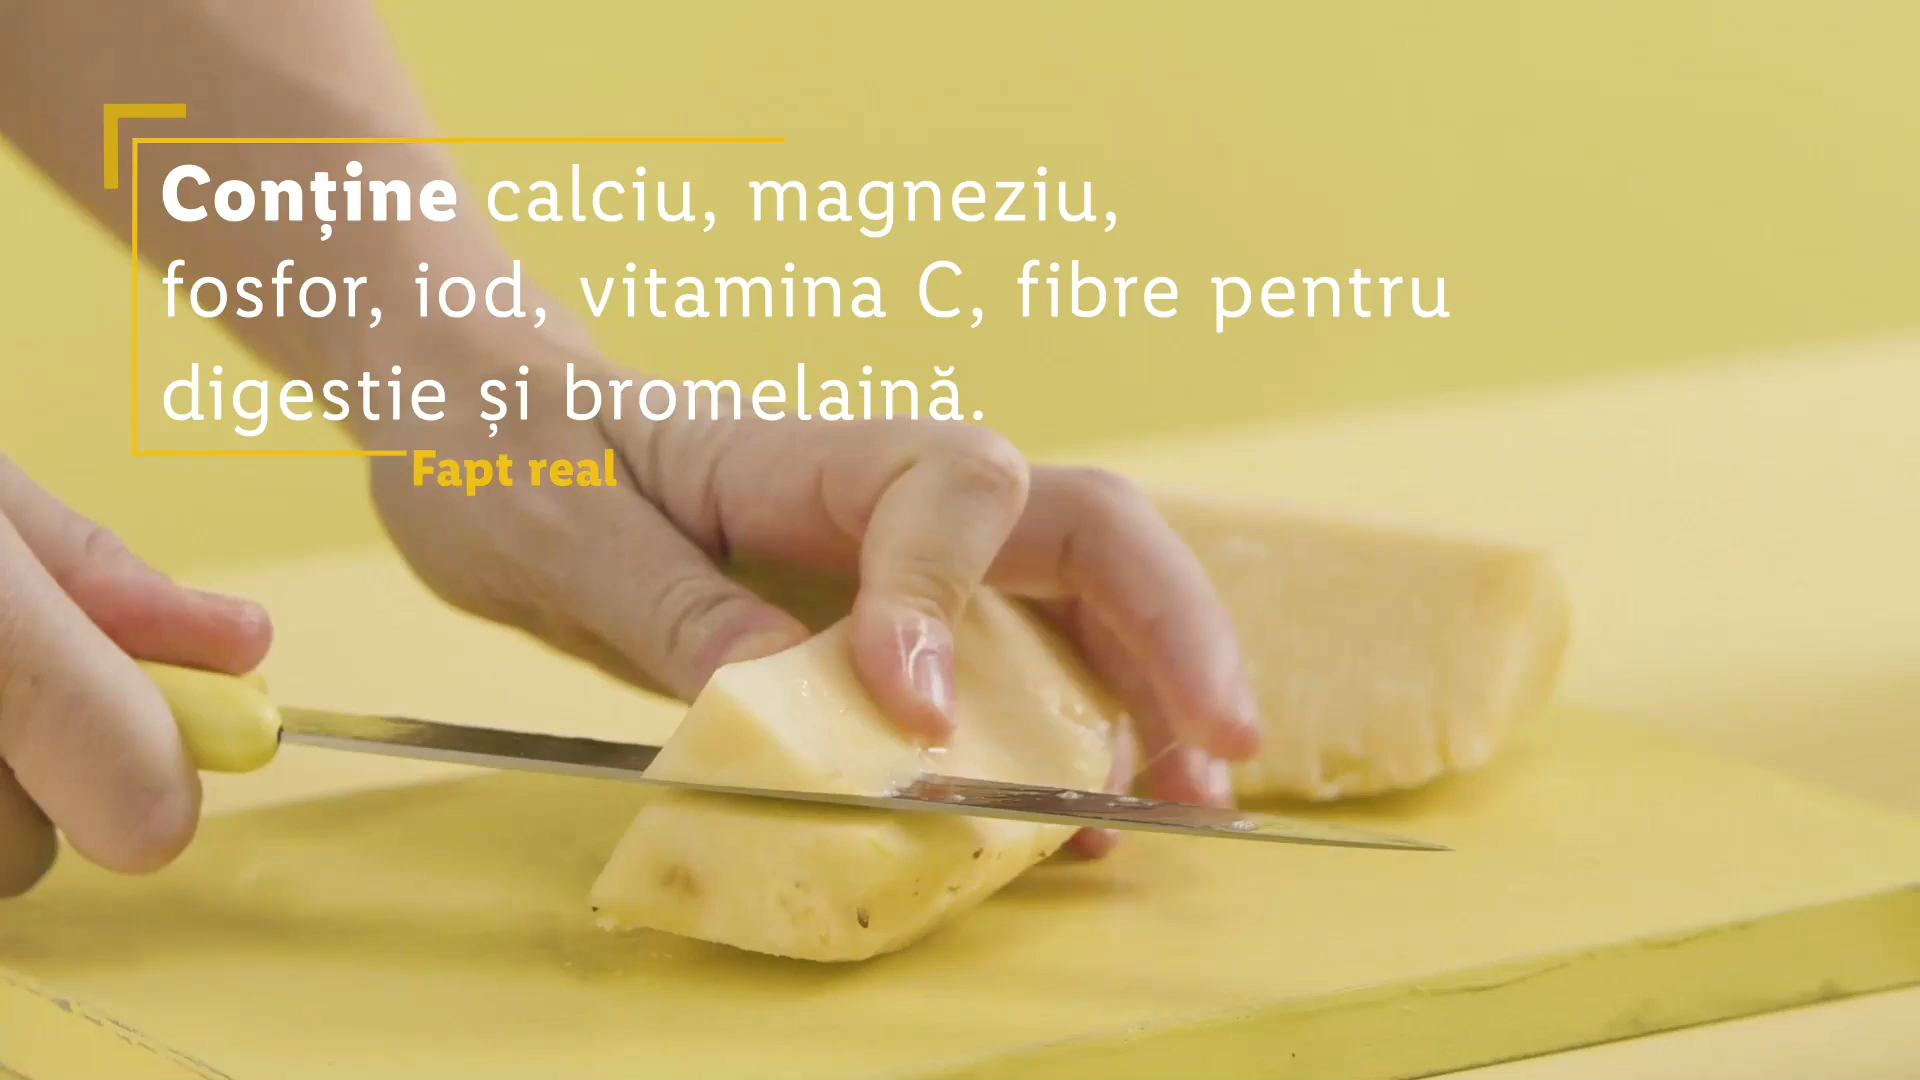 Conține calciu, magneziu,
fosfor, iod, vitamina C, fibre pentru
digestie și bromelaină.
Fapt real